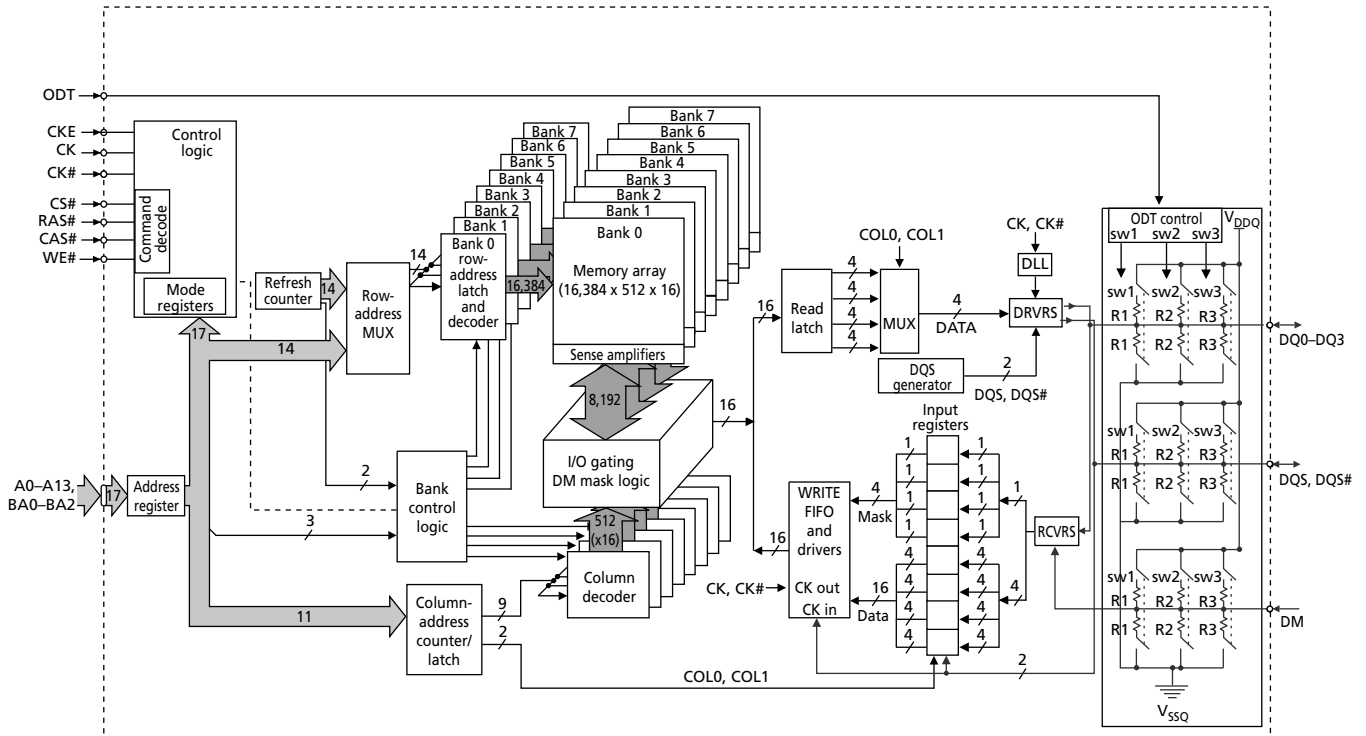 ODT
CKE
CK
CK#
CS#
RAS#
CAS#
WE#
Control
logic
Command
decode
Mode
registers
17
Refresh
counter
14
14
Row-
address
MUX
14
Bank 7
Bank 6
Bank 5
Bank 4
Bank 3
Bank 2
Bank 1
Bank 0
row-
address
latch
and
decoder
16,384
Bank 7
Bank 6
Bank 5
Bank 4
Bank 3
Bank 2
Bank 1
Bank 0
Memory array
(16,384 x 512 x 16)
Sense amplifiers
8,192
I/O gating
DM mask logic
16
512
(x16)
Column
decoder
A0–A13,
BA0–BA2
17
Address
register
2
3
Bank
control
logic
11
Column-
address
counter/
latch
9
2
COL0, COL1
16
Read
latch
4
4
4
4
COL0, COL1
MUX
4
DATA
CK, CK#
DLL
DRVRS
DQS
generator
2
DQS, DQS#
Input
registers
1
1
1
1
4
4
4
4
1
1
1
1
4
4
4
4
1
4
RCVRS
4
Mask
16
Data
WRITE
FIFO
and
drivers
CK out
CK in
16
CK, CK#
2
ODT control
sw1 sw2 sw3
VDDQ
sw1 sw2 sw3
R1 R2 R3
R1 R2 R3
DQ0–DQ3
sw1 sw2 sw3
R1 R2 R3
R1 R2 R3
DQS, DQS#
sw1 sw2 sw3
R1 R2 R3
R1 R2 R3
DM
VSSQ